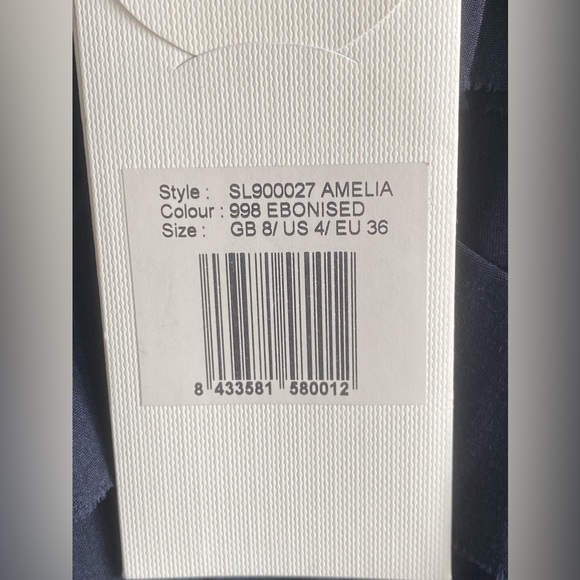 Style : SL900027 AMELIA
Colour : 998 EBONISED
Size : GB 8/ US 4/ EU 36
8 433581 580012